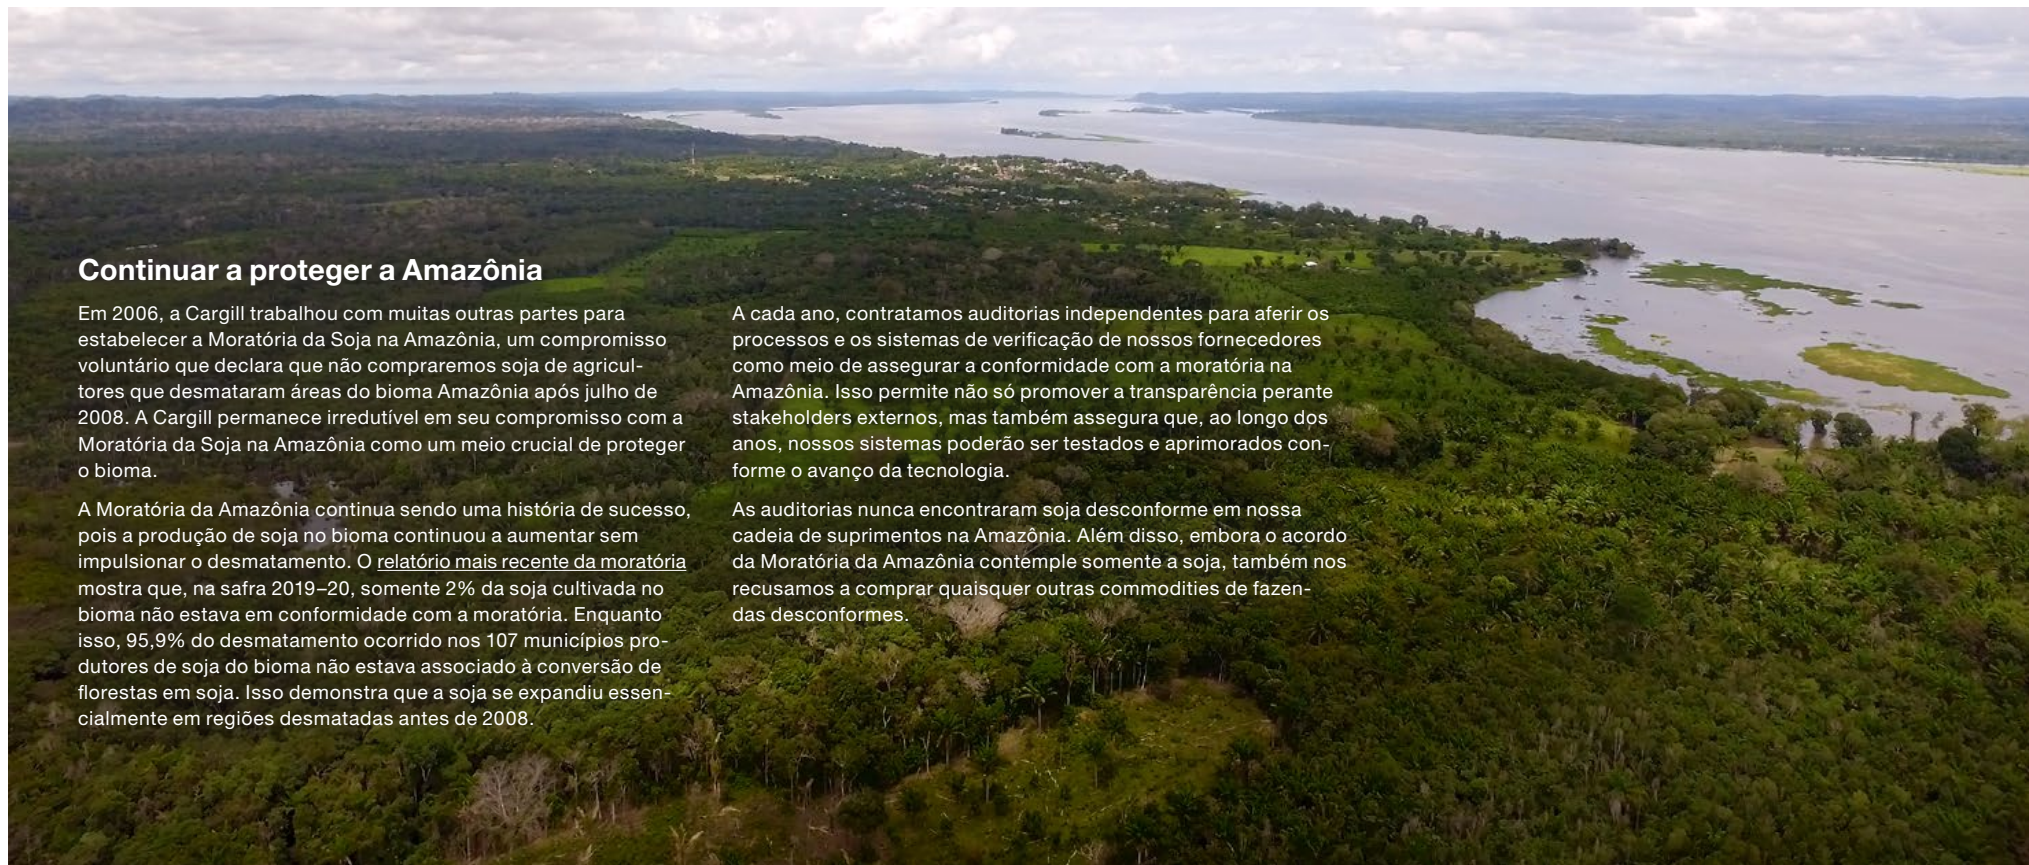 Continuar a proteger a Amazônia
Em 2006, a Cargill trabalhou com muitas outras partes para
estabelecer a Moratória da Soja na Amazônia, um compromisso
voluntário que declara que não compraremos soja de agricul-
tores que desmataram áreas do bioma Amazônia após julho de
2008. A Cargill permanece irredutível em seu compromisso com a
Moratória da Soja na Amazônia como um meio crucial de proteger
o bioma.
A Moratória da Amazônia continua sendo uma história de sucesso,
pois a produção de soja no bioma continuou a aumentar sem
impulsionar o desmatamento. O relatório mais recente da moratória
mostra que, na safra 2019–20, somente 2% da soja cultivada no
bioma não estava em conformidade com a moratória. Enquanto
isso, 95,9% do desmatamento ocorrido nos 107 municípios pro-
dutores de soja do bioma não estava associado à conversão de
florestas em soja. Isso demonstra que a soja se expandiu essen-
cialmente em regiões desmatadas antes de 2008.
A cada ano, contratamos auditorias independentes para aferir os
processos e os sistemas de verificação de nossos fornecedores
como meio de assegurar a conformidade com a moratória na
Amazônia. Isso permite não só promover a transparência perante
stakeholders externos, mas também assegura que, ao longo dos
anos, nossos sistemas poderão ser testados e aprimorados con-
forme o avanço da tecnologia.
As auditorias nunca encontraram soja desconforme em nossa
cadeia de suprimentos na Amazônia. Além disso, embora o acordo
da Moratória da Amazônia contemple somente a soja, também nos
recusamos a comprar quaisquer outras commodities de fazen-
das desconformes.